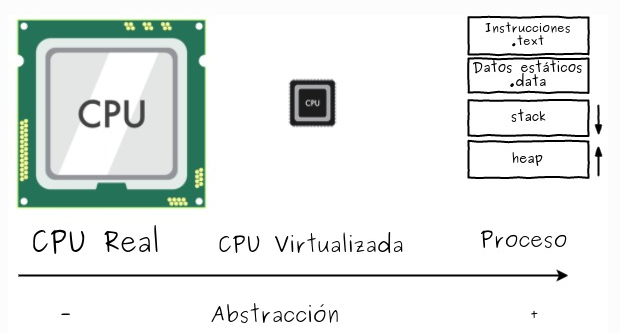 Instrucciones
.text
Datos estáticos
.data
stack
heap
CPU
CPU
CPU Real
CPU Virtualizada
Proceso
-
Abstracción
+